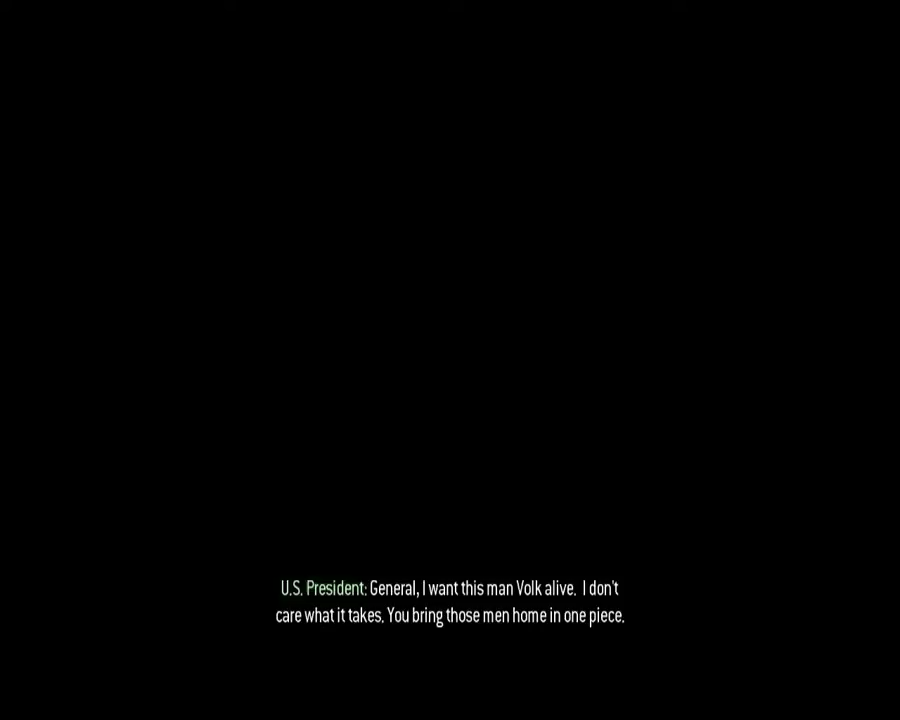 U.S. President: General, I want this man Volk alive.  I don't
care what it takes. You bring those men home in one piece.